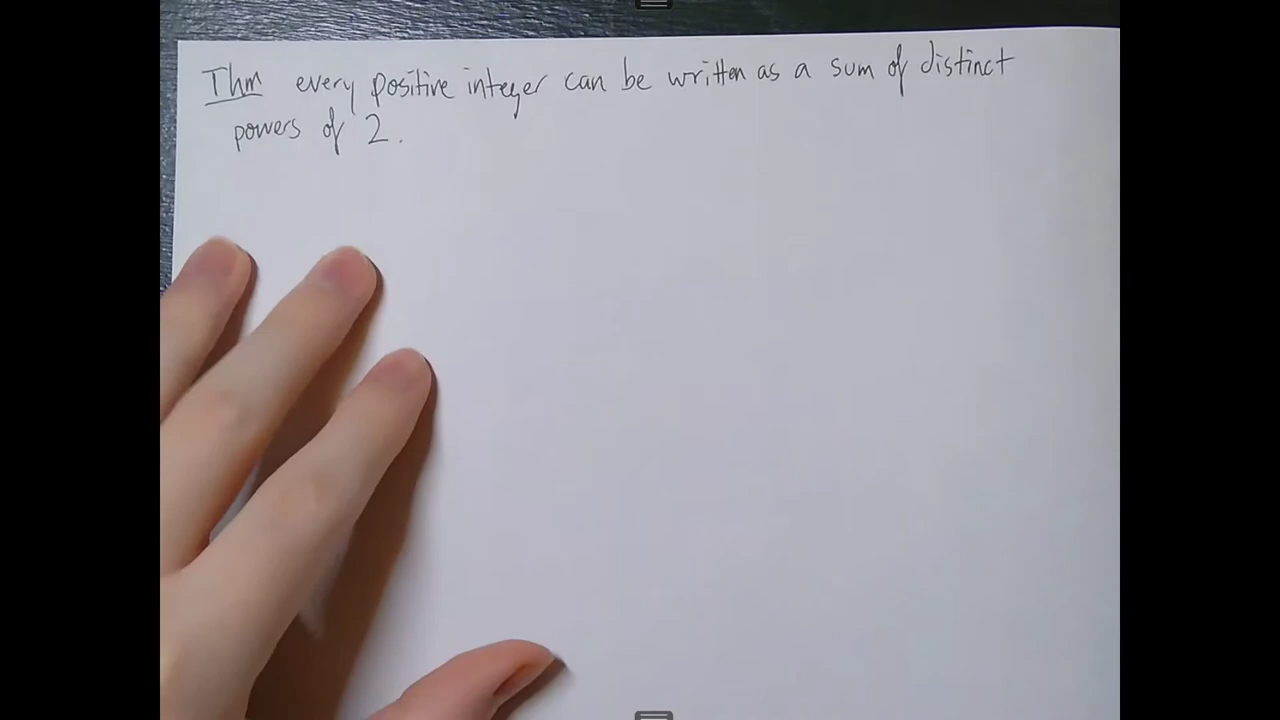 Thm every positive integer can be written as a sum of distinct
powers of 2.